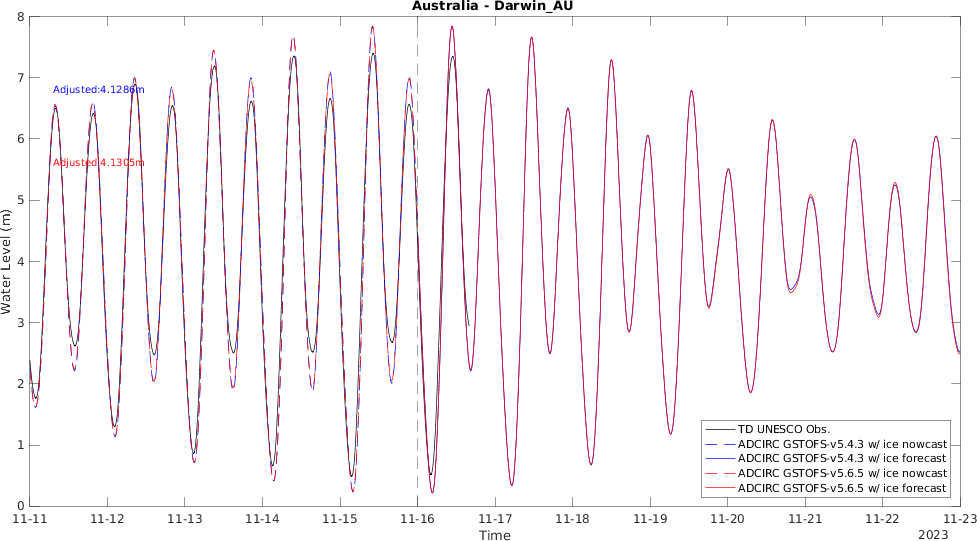 Australia - Darwin_AU
8
7
6
5
4
3
2
1
0
Water Level (m)
Adjusted:4.1286m
Adjusted:4.1305m
TD UNESCO Obs.
ADCIRC GSTOFS-v5.4.3 w/ ice nowcast
ADCIRC GSTOFS-v5.4.3 w/ ice forecast
ADCIRC GSTOFS-v5.6.5 w/ ice nowcast
ADCIRC GSTOFS-v5.6.5 w/ ice forecast
11-11 11-12 11-13 11-14 11-15 11-16 11-17 11-18 11-19 11-20 11-21 11-22 11-23
Time
2023